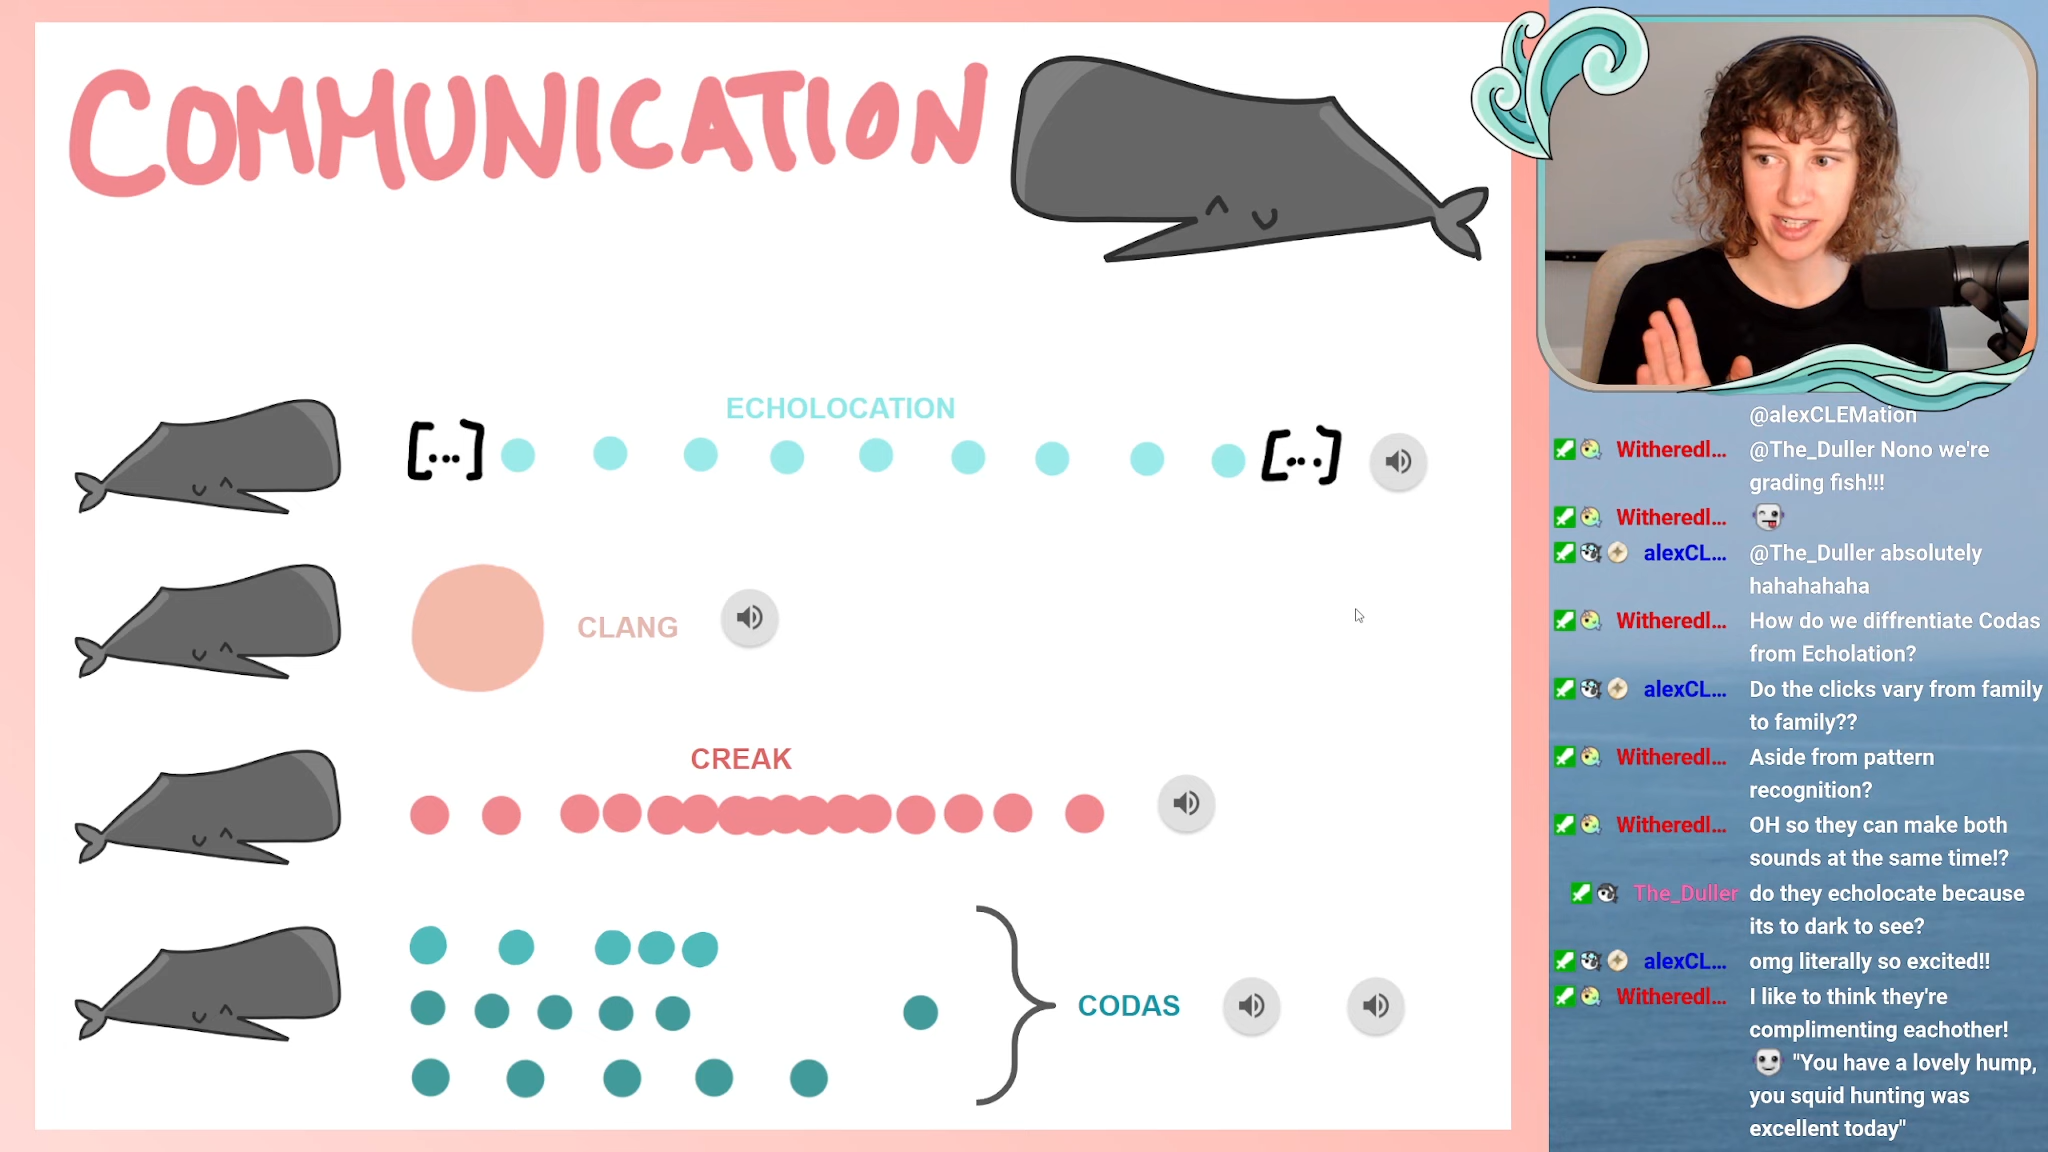 COMMUNICATION
ECHOLOCATION
[...]
[...]
CLANG
CREAK
CODAS
@alexCLEMation
Witheredl... @The_Duller Nono we're
grading fish!!!
Witheredl...
alexCL... @The_Duller absolutely
hahahahaha
Witheredl... How do we diffrentiate Codas
from Echolation?
alexCL... Do the clicks vary from family
to family??
Witheredl... Aside from pattern
recognition?
Witheredl... OH so they can make both
sounds at the same time!?
The_Duller do they echolocate because
its to dark to see?
alexCL... omg literally so excited!!
Witheredl... I like to think they're
complimenting eachother!
"You have a lovely hump,
you squid hunting was
excellent today"